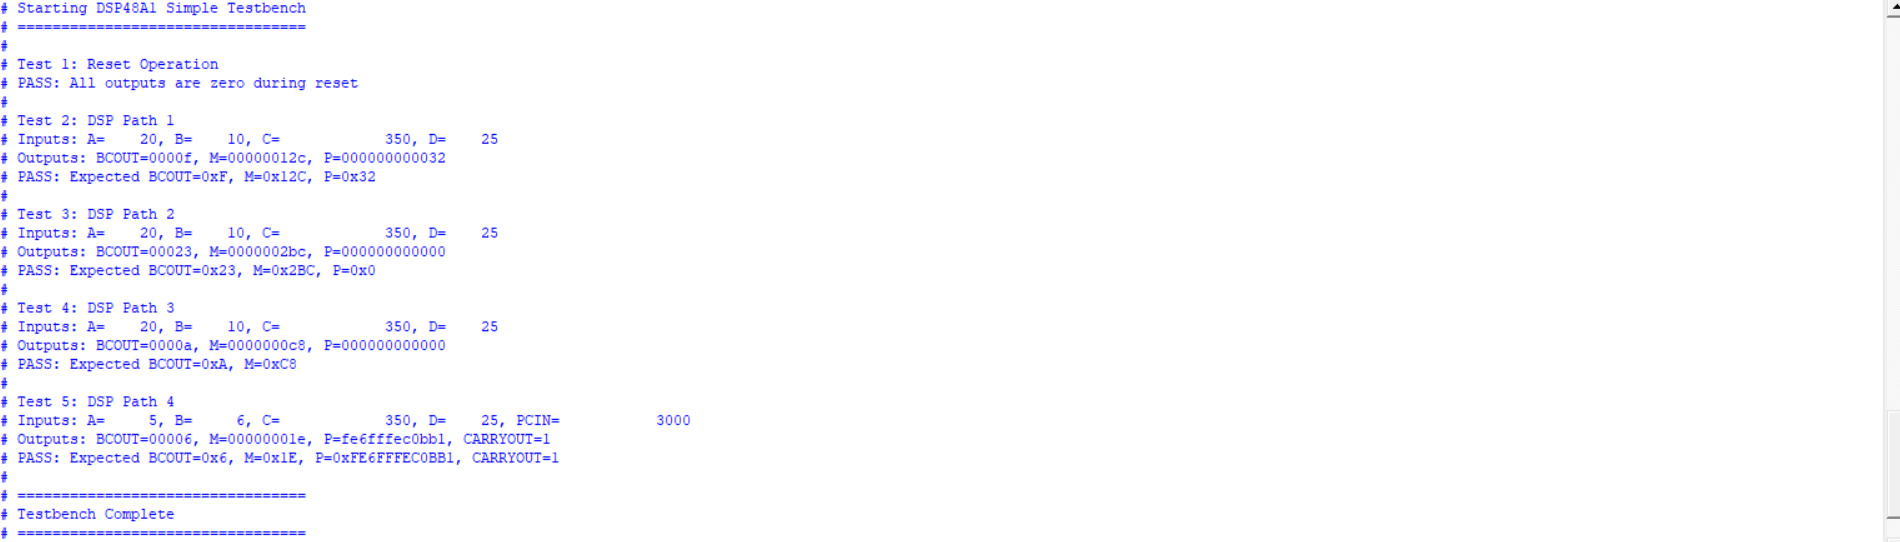 # Starting DSP48A1 Simple Testbench
# =================================
#
# Test 1: Reset Operation
# PASS: All outputs are zero during reset
#
# Test 2: DSP Path 1
# Inputs: A=    20, B=    10, C=            350, D=    25
# Outputs: BCOUT=0000f, M=00000012c, P=000000000032
# PASS: Expected BCOUT=0xF, M=0x12C, P=0x32
#
# Test 3: DSP Path 2
# Inputs: A=    20, B=    10, C=            350, D=    25
# Outputs: BCOUT=00023, M=0000002bc, P=000000000000
# PASS: Expected BCOUT=0x23, M=0x2BC, P=0x0
#
# Test 4: DSP Path 3
# Inputs: A=    20, B=    10, C=            350, D=    25
# Outputs: BCOUT=0000a, M=0000000c8, P=000000000000
# PASS: Expected BCOUT=0xA, M=0xC8
#
# Test 5: DSP Path 4
# Inputs: A=     5, B=     6, C=            350, D=    25, PCIN=           3000
# Outputs: BCOUT=00006, M=00000001e, P=fe6fffec0bb1, CARRYOUT=1
# PASS: Expected BCOUT=0x6, M=0x1E, P=0xFE6FFFEC0BB1, CARRYOUT=1
#
# =================================
# Testbench Complete
# =================================